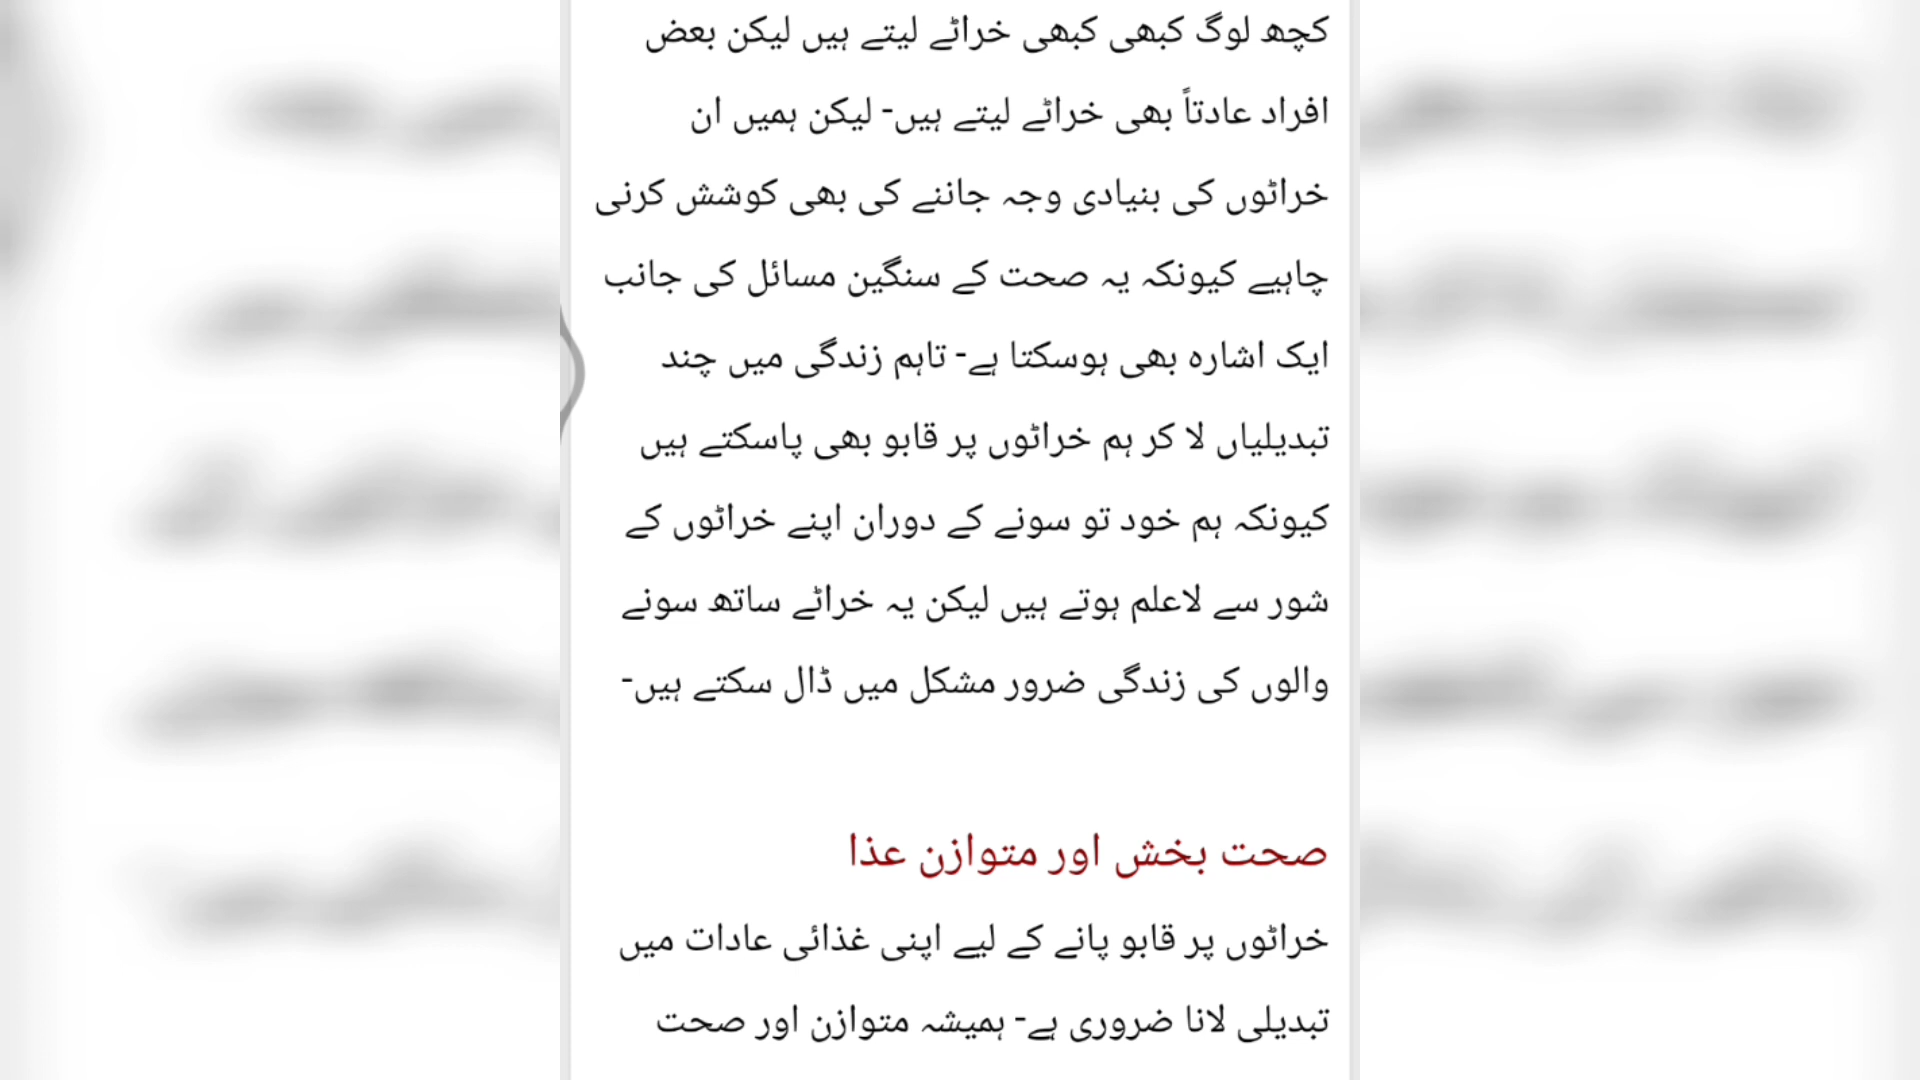 کچھ لوگ کبھی کبھی خراٹے لیتے ہیں لیکن بعض
افراد عادتاً بھی خراٹے لیتے ہیں- لیکن ہمیں ان
خراٹوں کی بنیادی وجہ جاننے کی بھی کوشش کرنی
چاہیے کیونکہ یہ صحت کے سنگین مسائل کی جانب
ایک اشارہ بھی ہوسکتا ہے- تاہم زندگی میں چند
تبدیلیاں لا کر ہم خراٹوں پر قابو بھی پاسکتے ہیں
کیونکہ ہم خود تو سونے کے دوران اپنے خراٹوں کے
شور سے لاعلم ہوتے ہیں لیکن یہ خراٹے ساتھ سونے
والوں کی زندگی ضرور مشکل میں ڈال سکتے ہیں-
صحت بخش اور متوازن عذا
خراٹوں پر قابو پانے کے لیے اپنی غذائی عادات میں
تبدیلی لانا ضروری ہے- ہمیشہ متوازن اور صحت